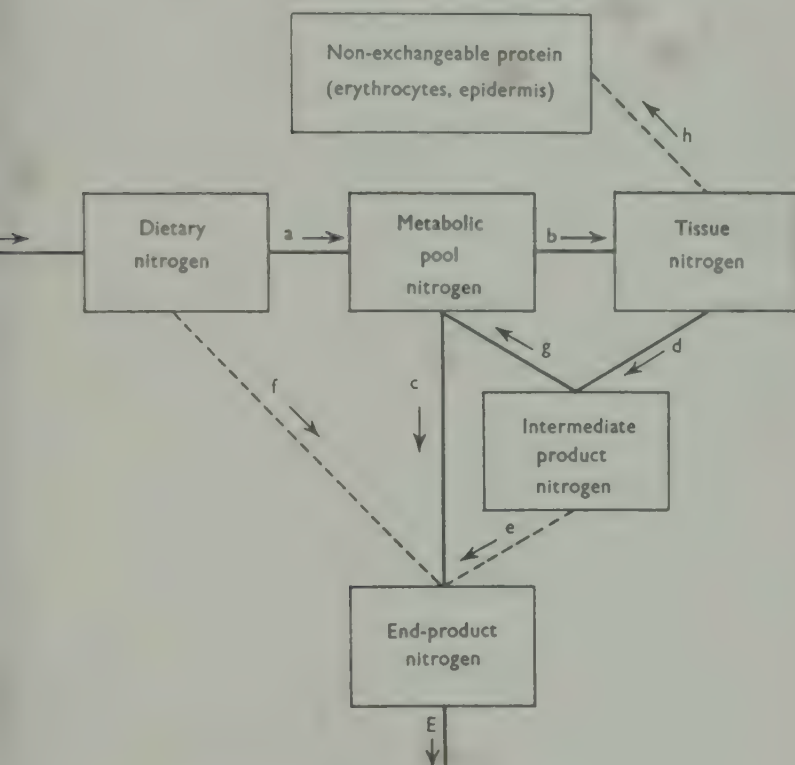 Non-exchangeable protein
(erythrocytes, epidermis)
h
Dietary
nitrogen
a
Metabolic
pool
nitrogen
b
Tissue
nitrogen
g
d
f
c
Intermediate
product
nitrogen
e
End-product
nitrogen
E